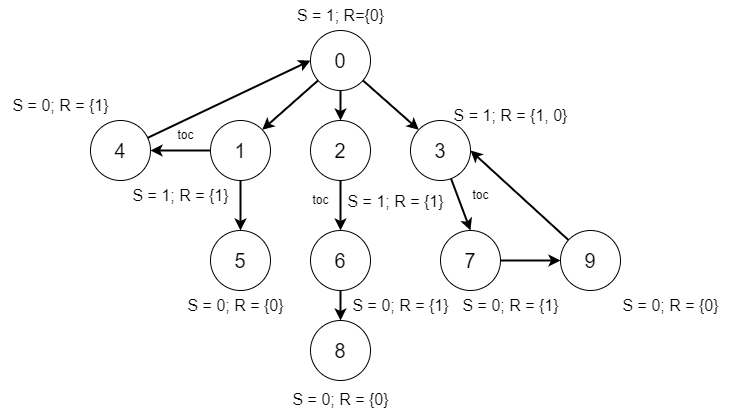 S = 1; R={0}
0
S = 0; R = {1}
S = 1; R = {1, 0}
4
toc
1
2
3
S = 1; R = {1}
toc
S = 1; R = {1}
toc
5
6
7
9
S = 0; R = {0}
S = 0; R = {1}
S = 0; R = {1}
S = 0; R = {0}
8
S = 0; R = {0}